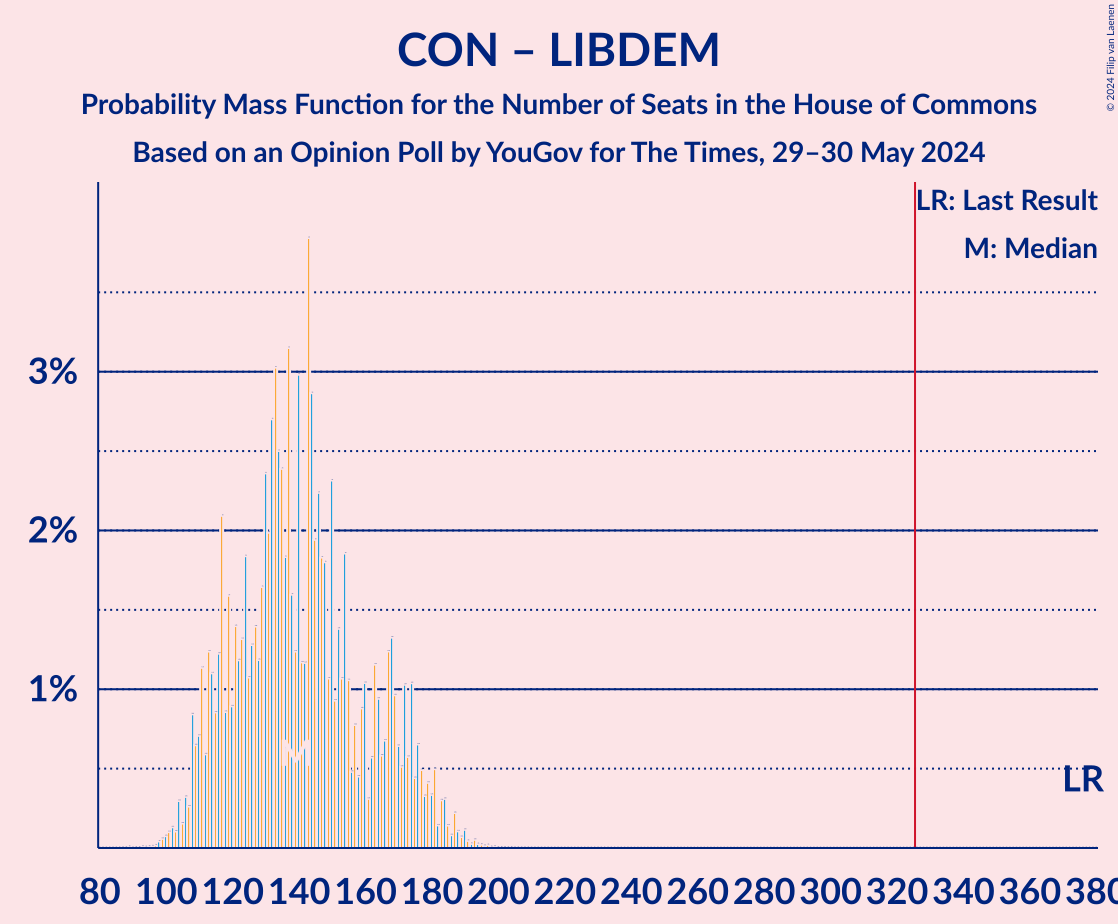 CON – LIBDEM
Probability Mass Function for the Number of Seats in the House of Commons
Based on an Opinion Poll by YouGov for The Times, 29–30 May 2024
© 2024 Filip van Laenen
LR: Last Result
M: Median
3%
2%
1%
M
LR
80 100 120 140 160 180 200 220 240 260 280 300 320 340 360 380